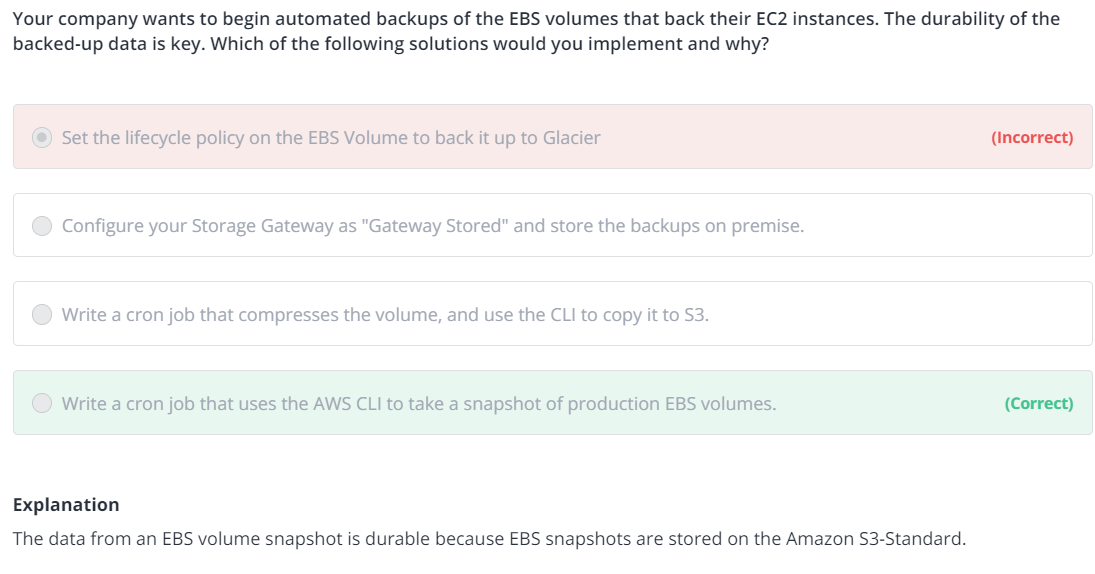 Your company wants to begin automated backups of the EBS volumes that back their EC2 instances. The durability of the
backed-up data is key. Which of the following solutions would you implement and why?
Set the lifecycle policy on the EBS Volume to back it up to Glacier (Incorrect)
Configure your Storage Gateway as "Gateway Stored" and store the backups on premise.
Write a cron job that compresses the volume, and use the CLI to copy it to S3.
Write a cron job that uses the AWS CLI to take a snapshot of production EBS volumes. (Correct)
Explanation
The data from an EBS volume snapshot is durable because EBS snapshots are stored on the Amazon S3-Standard.